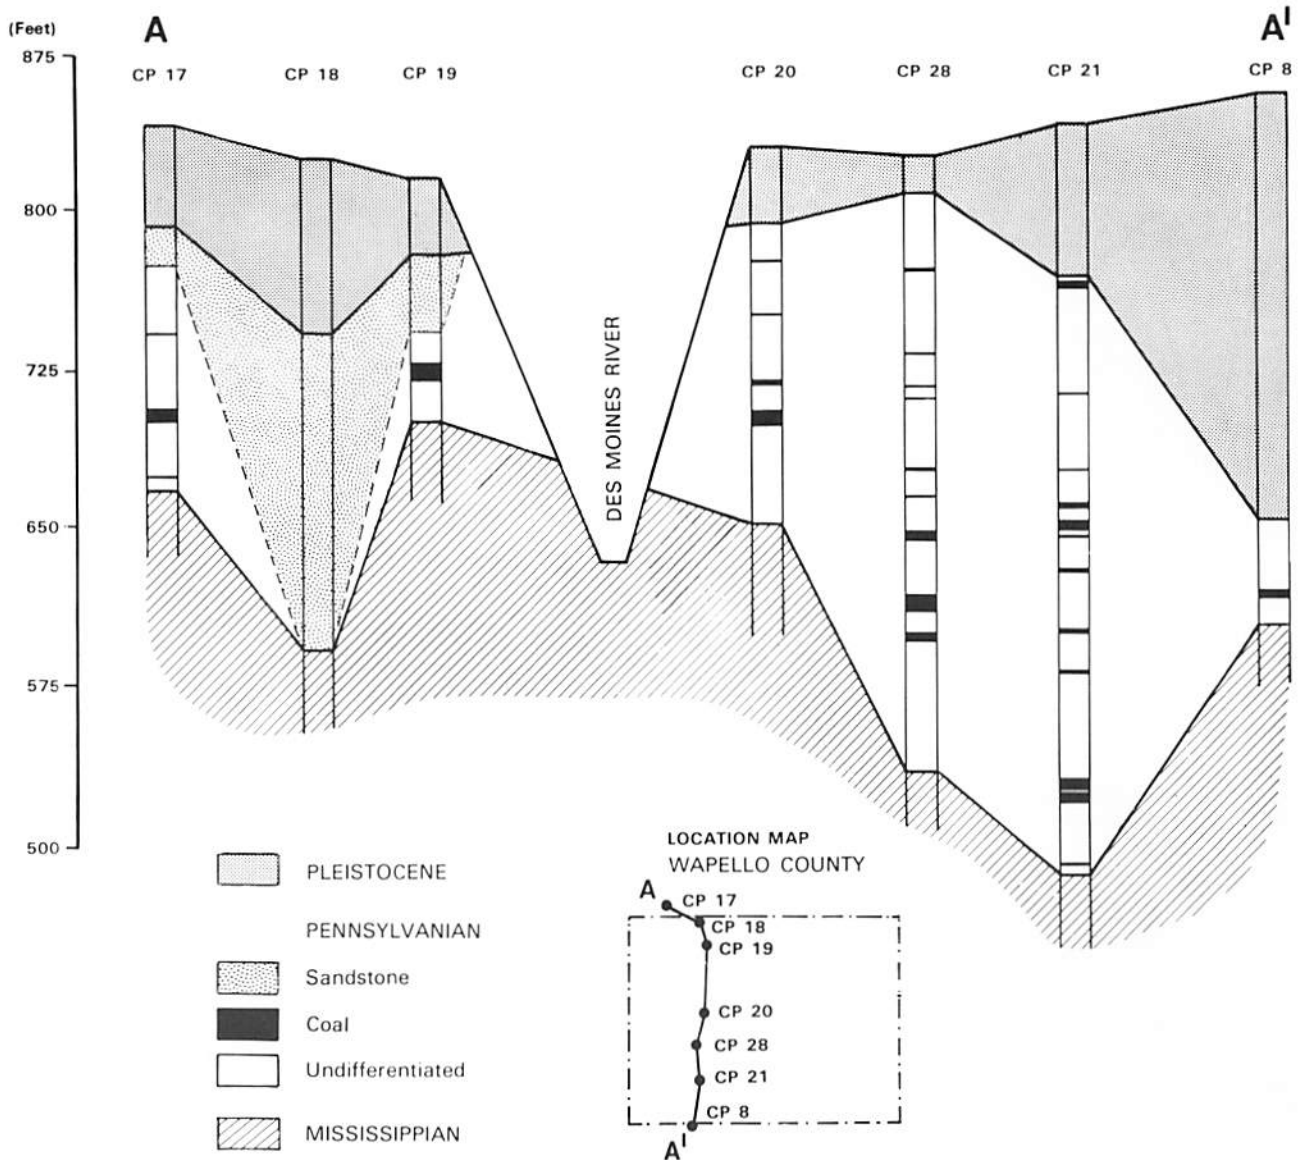 (Feet)
A
A'
875
CP 17
CP 18
CP 19
CP 20
CP 28
CP 21
CP 8
800
725
650
575
500
DES MOINES RIVER
PLEISTOCENE
PENNSYLVANIAN
Sandstone
Coal
Undifferentiated
MISSISSIPPIAN
LOCATION MAP
WAPELLO COUNTY
A
CP 17
CP 18
CP 19
CP 20
CP 28
CP 21
CP 8
A'